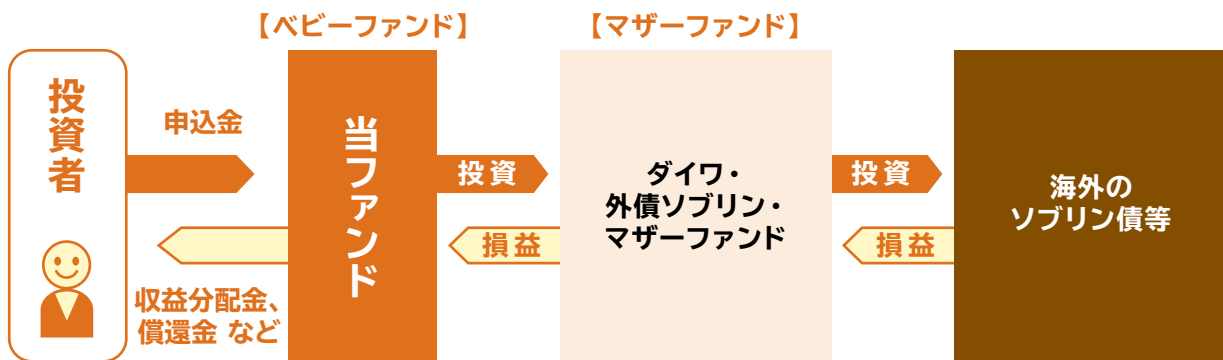 【ベビーファンド】
【マザーファンド】
投資者
申込金
収益分配金、
償還金 など
当ファンド
投資
損益
ダイワ・
外債ソブリン・
マザーファンド
投資
損益
海外の
ソブリン債等